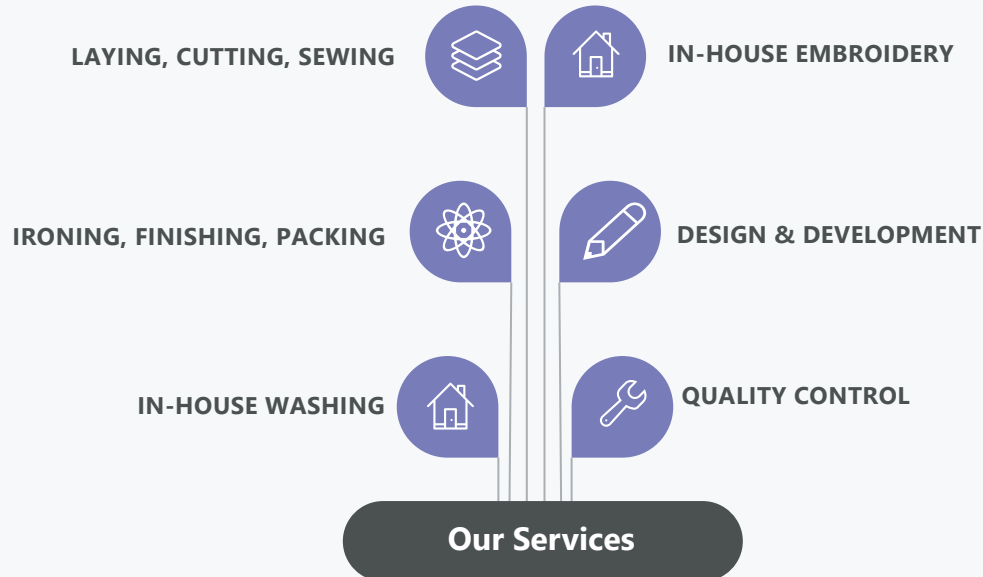 LAYING, CUTTING, SEWING
IN-HOUSE EMBROIDERY
IRONING, FINISHING, PACKING
DESIGN & DEVELOPMENT
IN-HOUSE WASHING
QUALITY CONTROL
Our Services